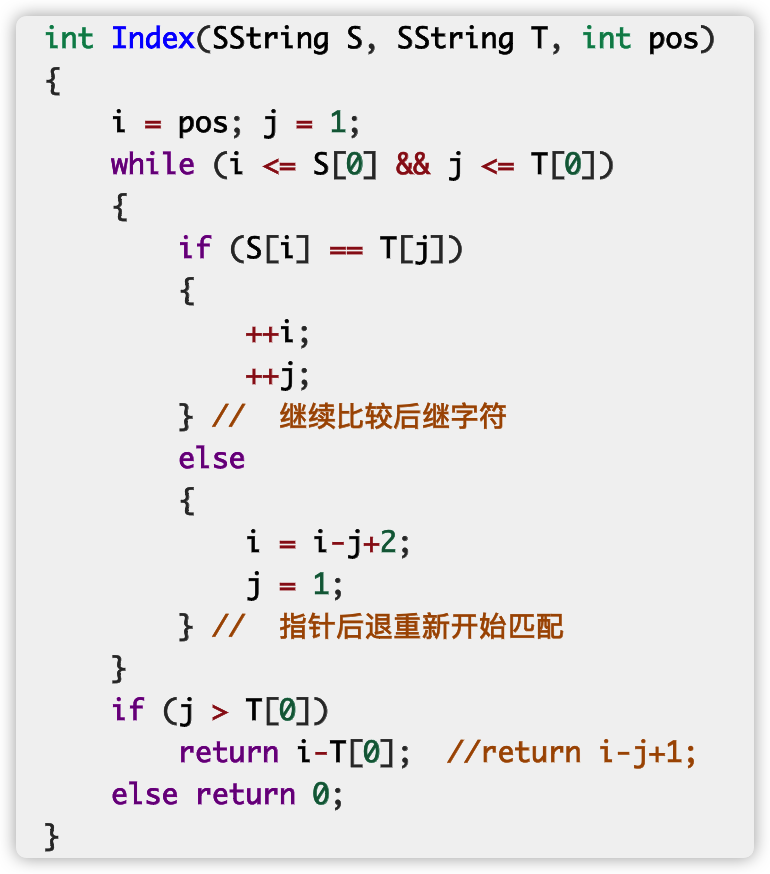 int Index(SString S, SString T, int pos)
{
    i = pos; j = 1;
    while (i <= S[0] && j <= T[0])
    {
        if (S[i] == T[j])
        {
            ++i;
            ++j;
        } //  继续比较后继字符
        else
        {
            i = i-j+2;
            j = 1;
        } //  指针后退重新开始匹配
    }
    if (j > T[0])
        return i-T[0];  //return i-j+1;
    else return 0;
}